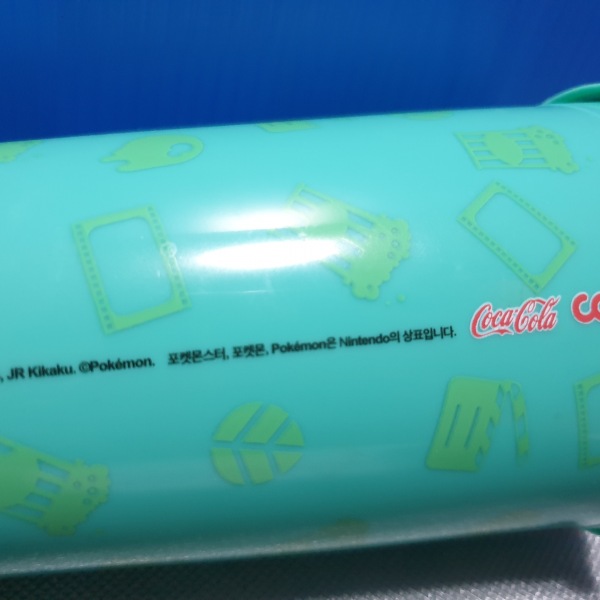 , JR Kikaku. ©Pokémon. 포켓몬스터, 포켓몬, Pokémon은 Nintendo의 상표입니다.
Coca-Cola